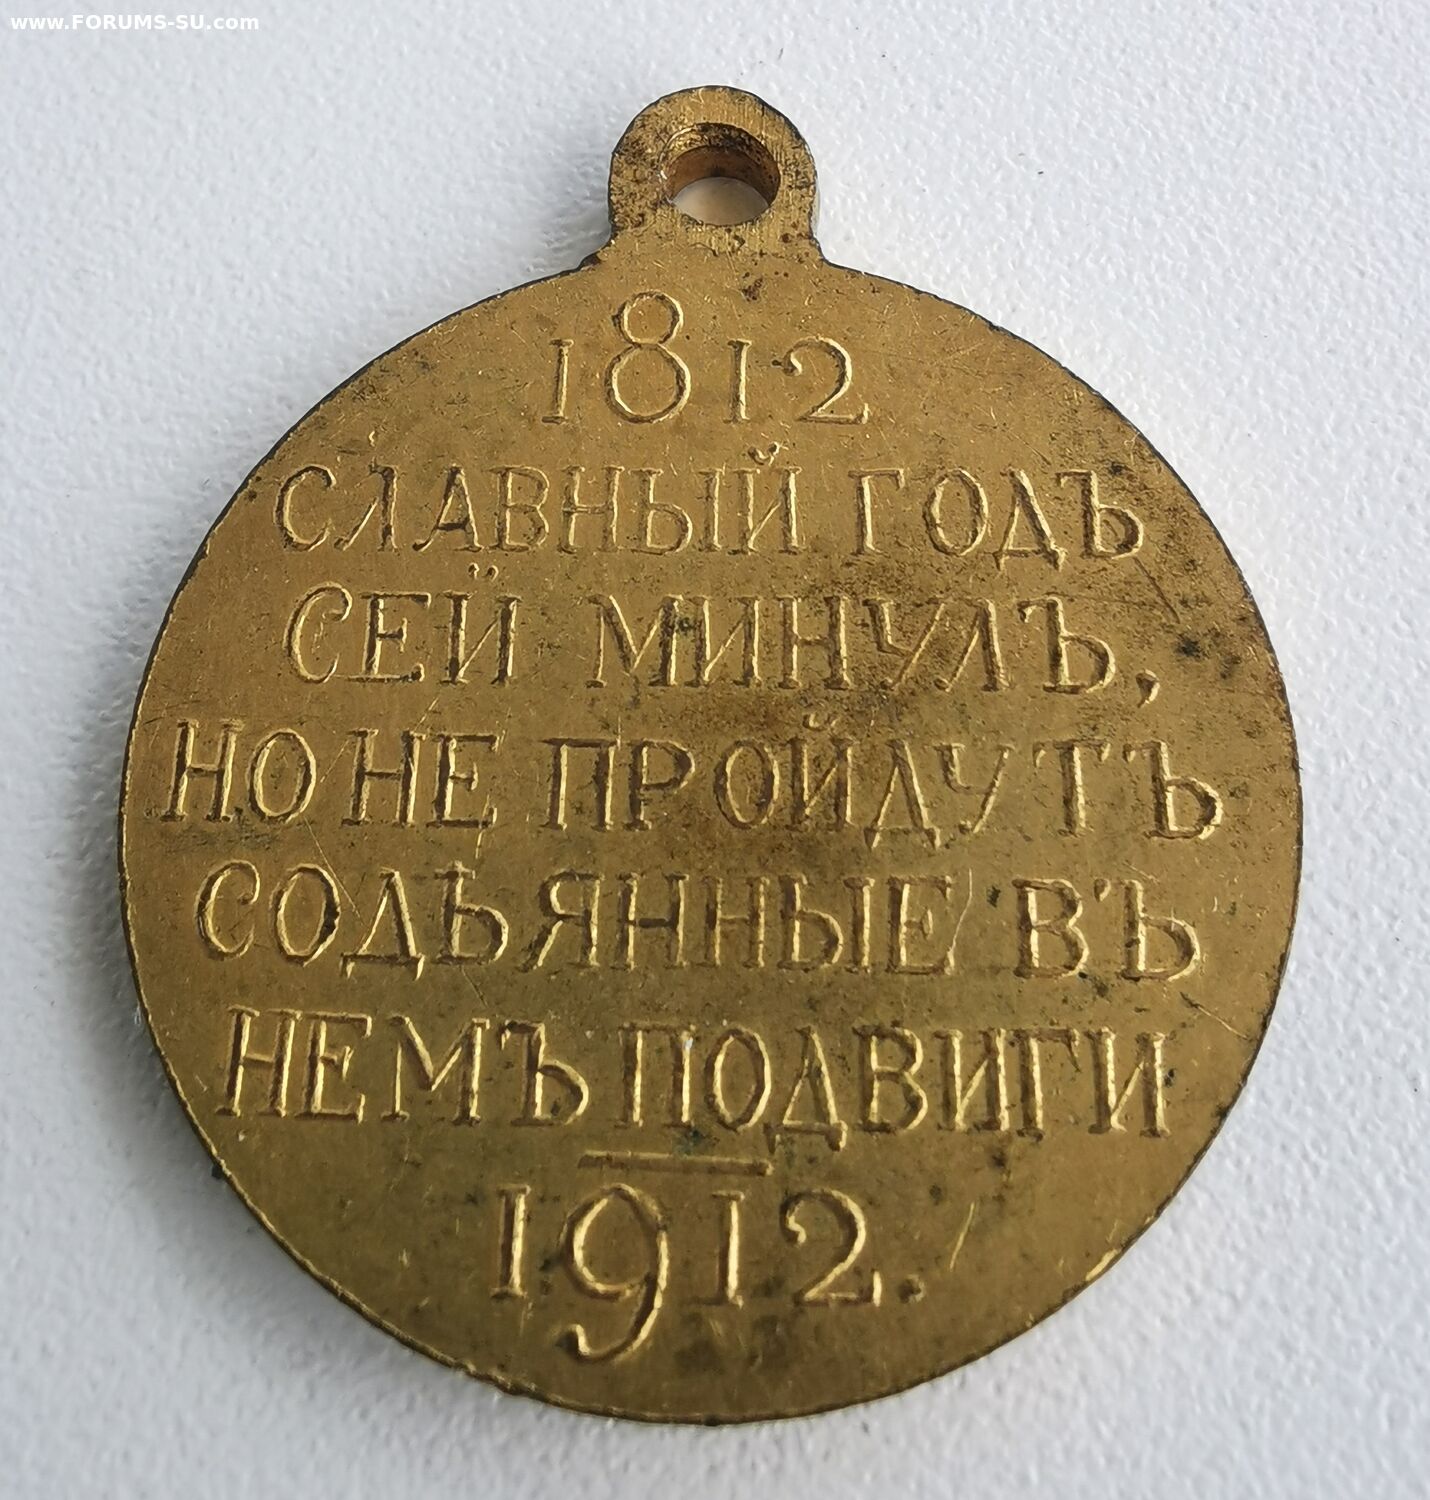 www.FORUMS-SU.com
1812
СЛАВНЫЙ ГОДЪ
СЕЙ МИНУЛЪ,
НО НЕ ПРОЙДУТЪ
СОДѢЯННЫЕ ВЪ
НЕМЪ ПОДВИГИ
1912.